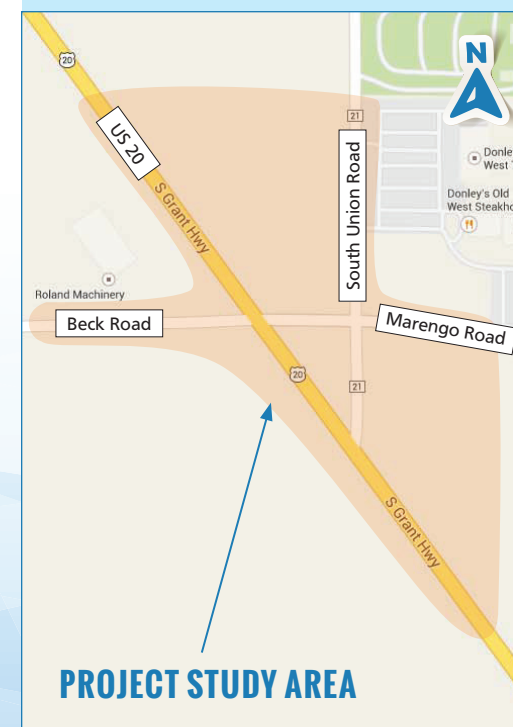 N
20
US 20
21
South Union Road
S Grant Hwy
Donley's Old
West Steakho
Roland Machinery
Beck Road
Marengo Road
20
21
S Grant Hwy
PROJECT STUDY AREA